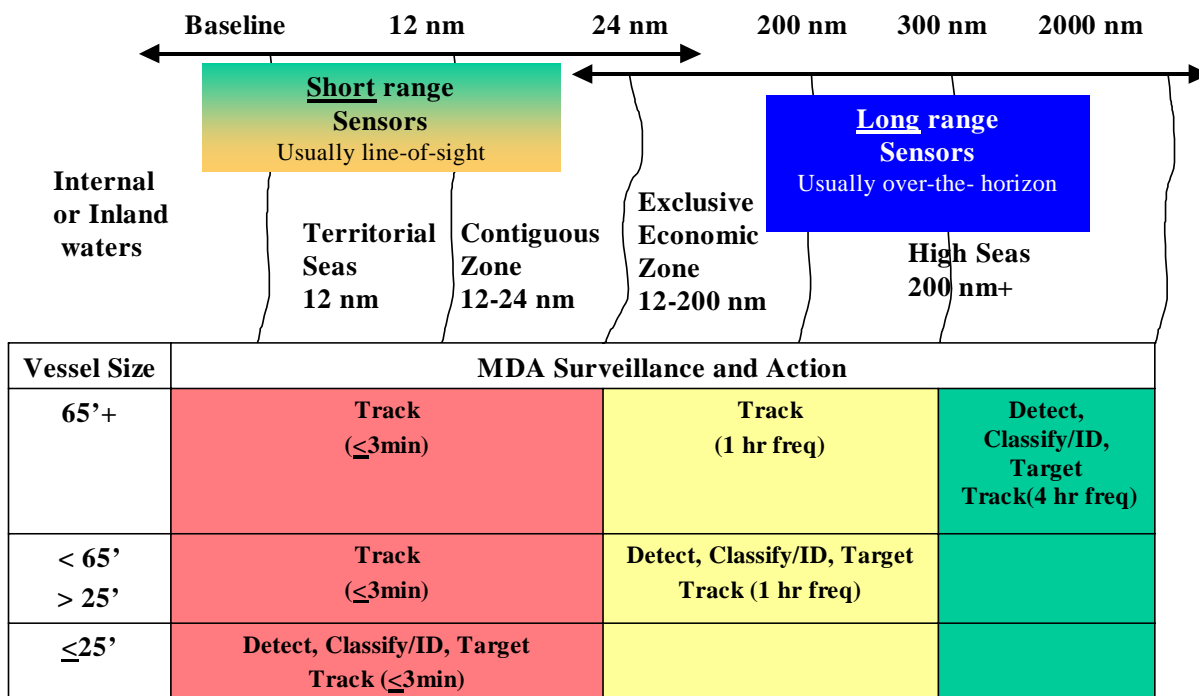 Baseline 12 nm 24 nm 200 nm 300 nm 2000 nm
Short range
Sensors
Usually line-of-sight
Long range
Sensors
Usually over-the- horizon
Internal
or Inland
waters
Territorial
Seas
12 nm
Contiguous
Zone
12-24 nm
Exclusive
Economic
Zone
12-200 nm
High Seas
200 nm+
Vessel Size
MDA Surveillance and Action
65’+
Track
(<3min)
Track
(1 hr freq)
Detect,
Classify/ID,
Target
Track(4 hr freq)
< 65’
> 25’
Track
(<3min)
Detect, Classify/ID, Target
Track (1 hr freq)
<25’
Detect, Classify/ID, Target
Track (<3min)